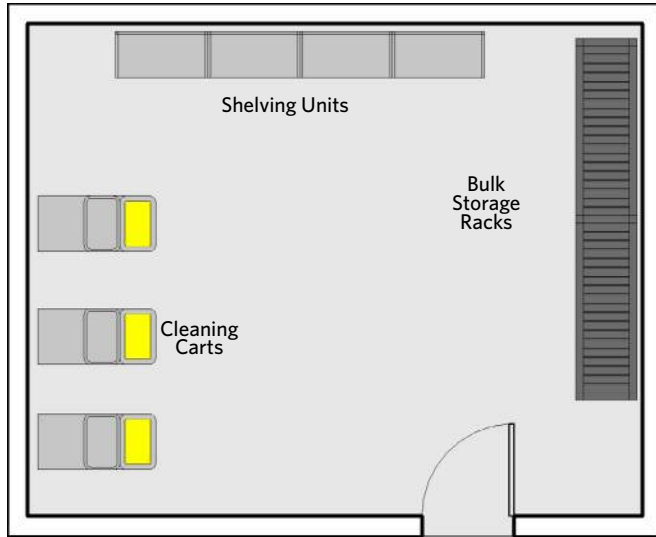 Shelving Units
Bulk
Storage
Racks
Cleaning
Carts